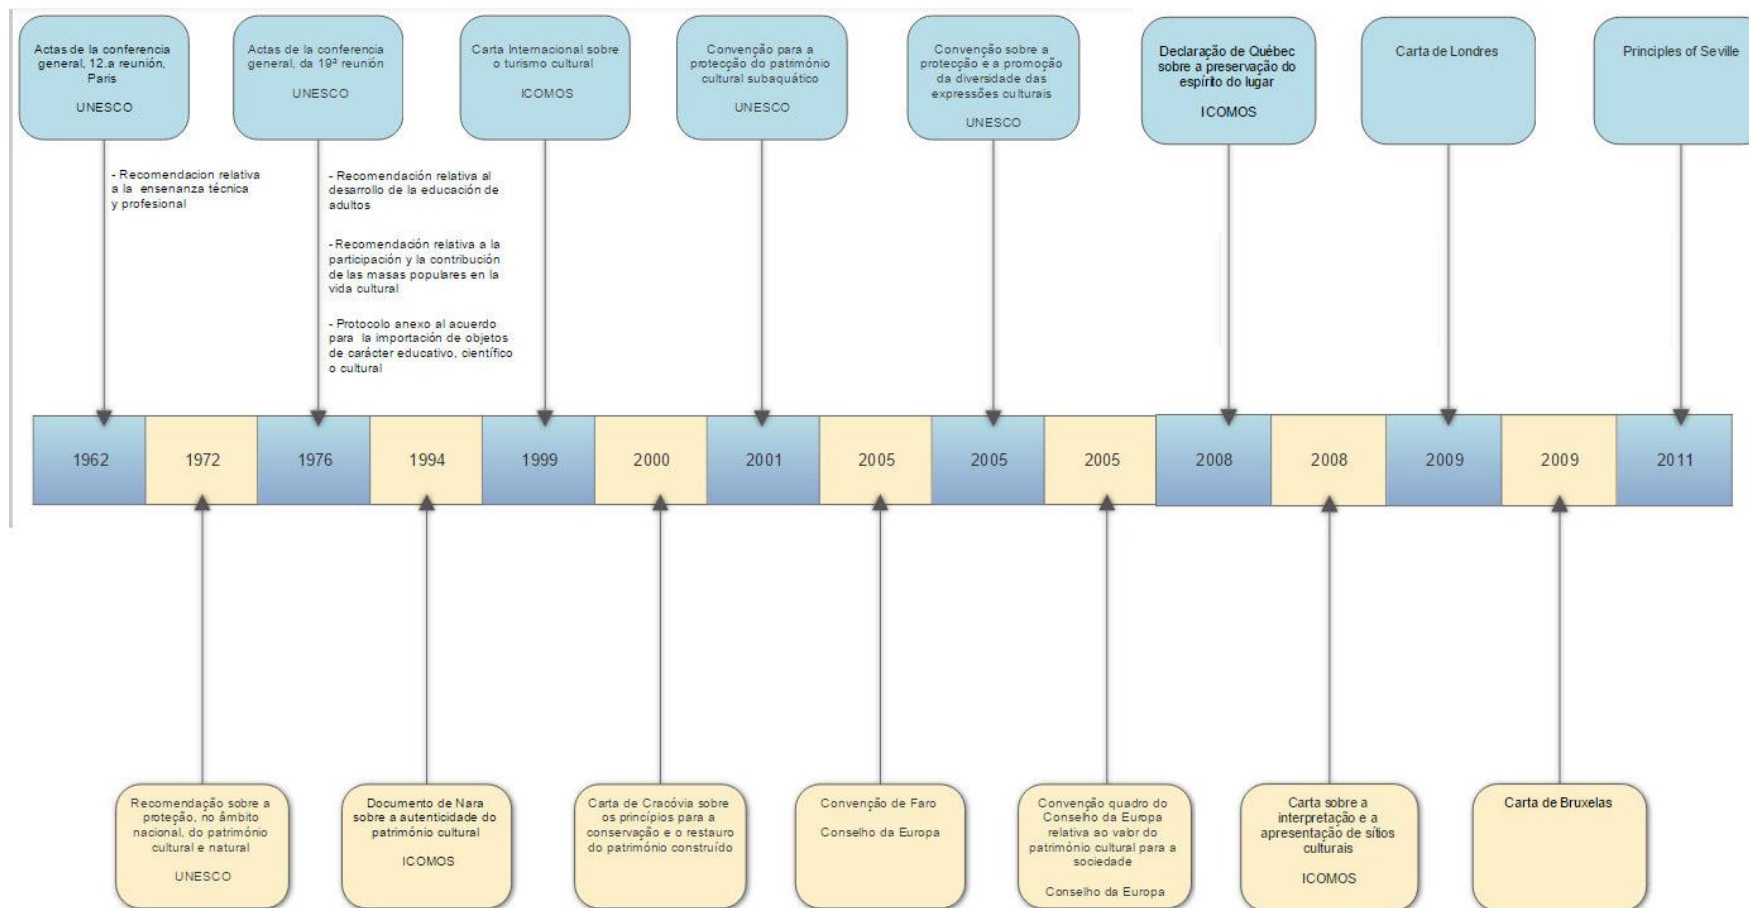 Actas de la conferencia
general, 12.a reunión,
Paris
UNESCO
Actas de la conferencia
general, da 19ª reunión
UNESCO
Carta Internacional sobre
o turismo cultural
ICOMOS
Convenção para a
protecção do património
cultural subaquático
UNESCO
Convenção sobre a
protecção e a promoção
da diversidade das
expressões culturais
UNESCO
Declaração de Québec
sobre a preservação do
espírito do lugar
ICOMOS
Carta de Londres
Principles of Seville
- Recomendacion relativa
a la ensenanza técnica
y profesional
- Recomendación relativa al
desarrollo de la educación de
adultos
- Recomendación relativa a la
participación y la contribución
de las masas populares en la
vida cultural
- Protocolo anexo al acuerdo
para la importación de objetos
de carácter educativo, científico
o cultural
1962
1972
1976
1994
1999
2000
2001
2005
2005
2005
2008
2008
2009
2009
2011
Recomendação sobre a
proteção, no âmbito
nacional, do património
cultural e natural
UNESCO
Documento de Nara
sobre a autenticidade do
património cultural
ICOMOS
Carta de Cracóvia sobre
os princípios para a
conservação e o restauro
do património construído
Convenção de Faro
Conselho da Europa
Convenção quadro do
Conselho da Europa
relativa ao valor do
património cultural para a
sociedade
Conselho da Europa
Carta sobre a
interpretação e a
apresentação de sítios
culturais
ICOMOS
Carta de Bruxelas